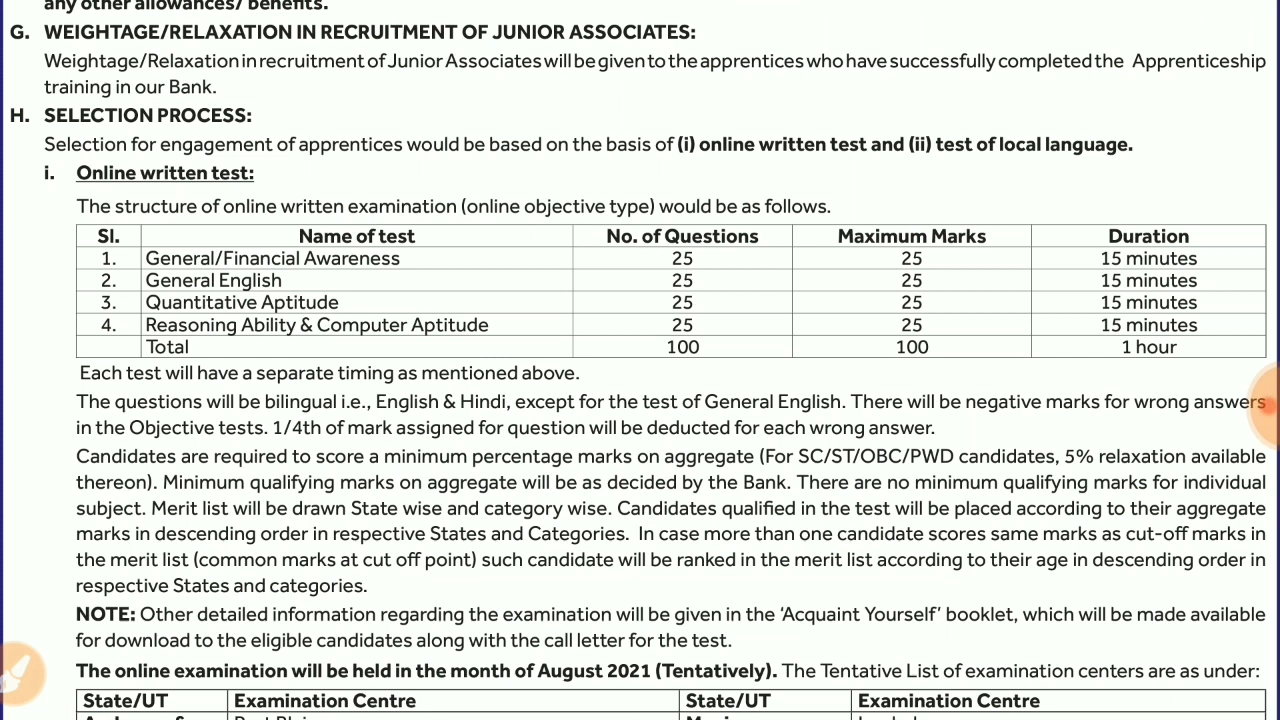 any other allowances/ benefits.
G. WEIGHTAGE/RELAXATION IN RECRUITMENT OF JUNIOR ASSOCIATES:
Weightage/Relaxation in recruitment of Junior Associates will be given to the apprentices who have successfully completed the Apprenticeship
training in our Bank.
H. SELECTION PROCESS:
Selection for engagement of apprentices would be based on the basis of (i) online written test and (ii) test of local language.
i. Online written test:
The structure of online written examination (online objective type) would be as follows.
Sl. Name of test No. of Questions Maximum Marks Duration
1. General/Financial Awareness 25 25 15 minutes
2. General English 25 25 15 minutes
3. Quantitative Aptitude 25 25 15 minutes
4. Reasoning Ability & Computer Aptitude 25 25 15 minutes
Total 100 100 1 hour
Each test will have a separate timing as mentioned above.
The questions will be bilingual i.e., English & Hindi, except for the test of General English. There will be negative marks for wrong answers
in the Objective tests. 1/4th of mark assigned for question will be deducted for each wrong answer.
Candidates are required to score a minimum percentage marks on aggregate (For SC/ST/OBC/PWD candidates, 5% relaxation available
thereon). Minimum qualifying marks on aggregate will be as decided by the Bank. There are no minimum qualifying marks for individual
subject. Merit list will be drawn State wise and category wise. Candidates qualified in the test will be placed according to their aggregate
marks in descending order in respective States and Categories. In case more than one candidate scores same marks as cut-off marks in
the merit list (common marks at cut off point) such candidate will be ranked in the merit list according to their age in descending order in
respective States and categories.
NOTE: Other detailed information regarding the examination will be given in the ‘Acquaint Yourself’ booklet, which will be made available
for download to the eligible candidates along with the call letter for the test.
The online examination will be held in the month of August 2021 (Tentatively). The Tentative List of examination centers are as under:
State/UT Examination Centre State/UT Examination Centre